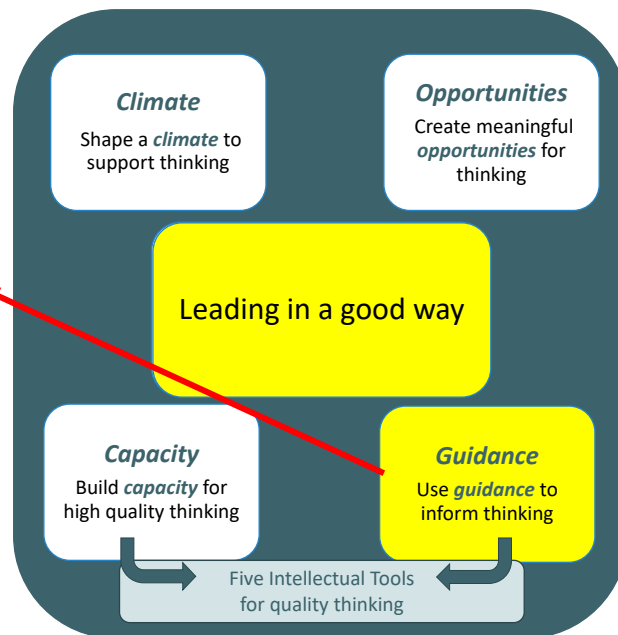 Climate
Shape a climate to
support thinking
Opportunities
Create meaningful
opportunities for
thinking
Leading in a good way
Capacity
Build capacity for
high quality thinking
Guidance
Use guidance to
inform thinking
Five Intellectual Tools
for quality thinking